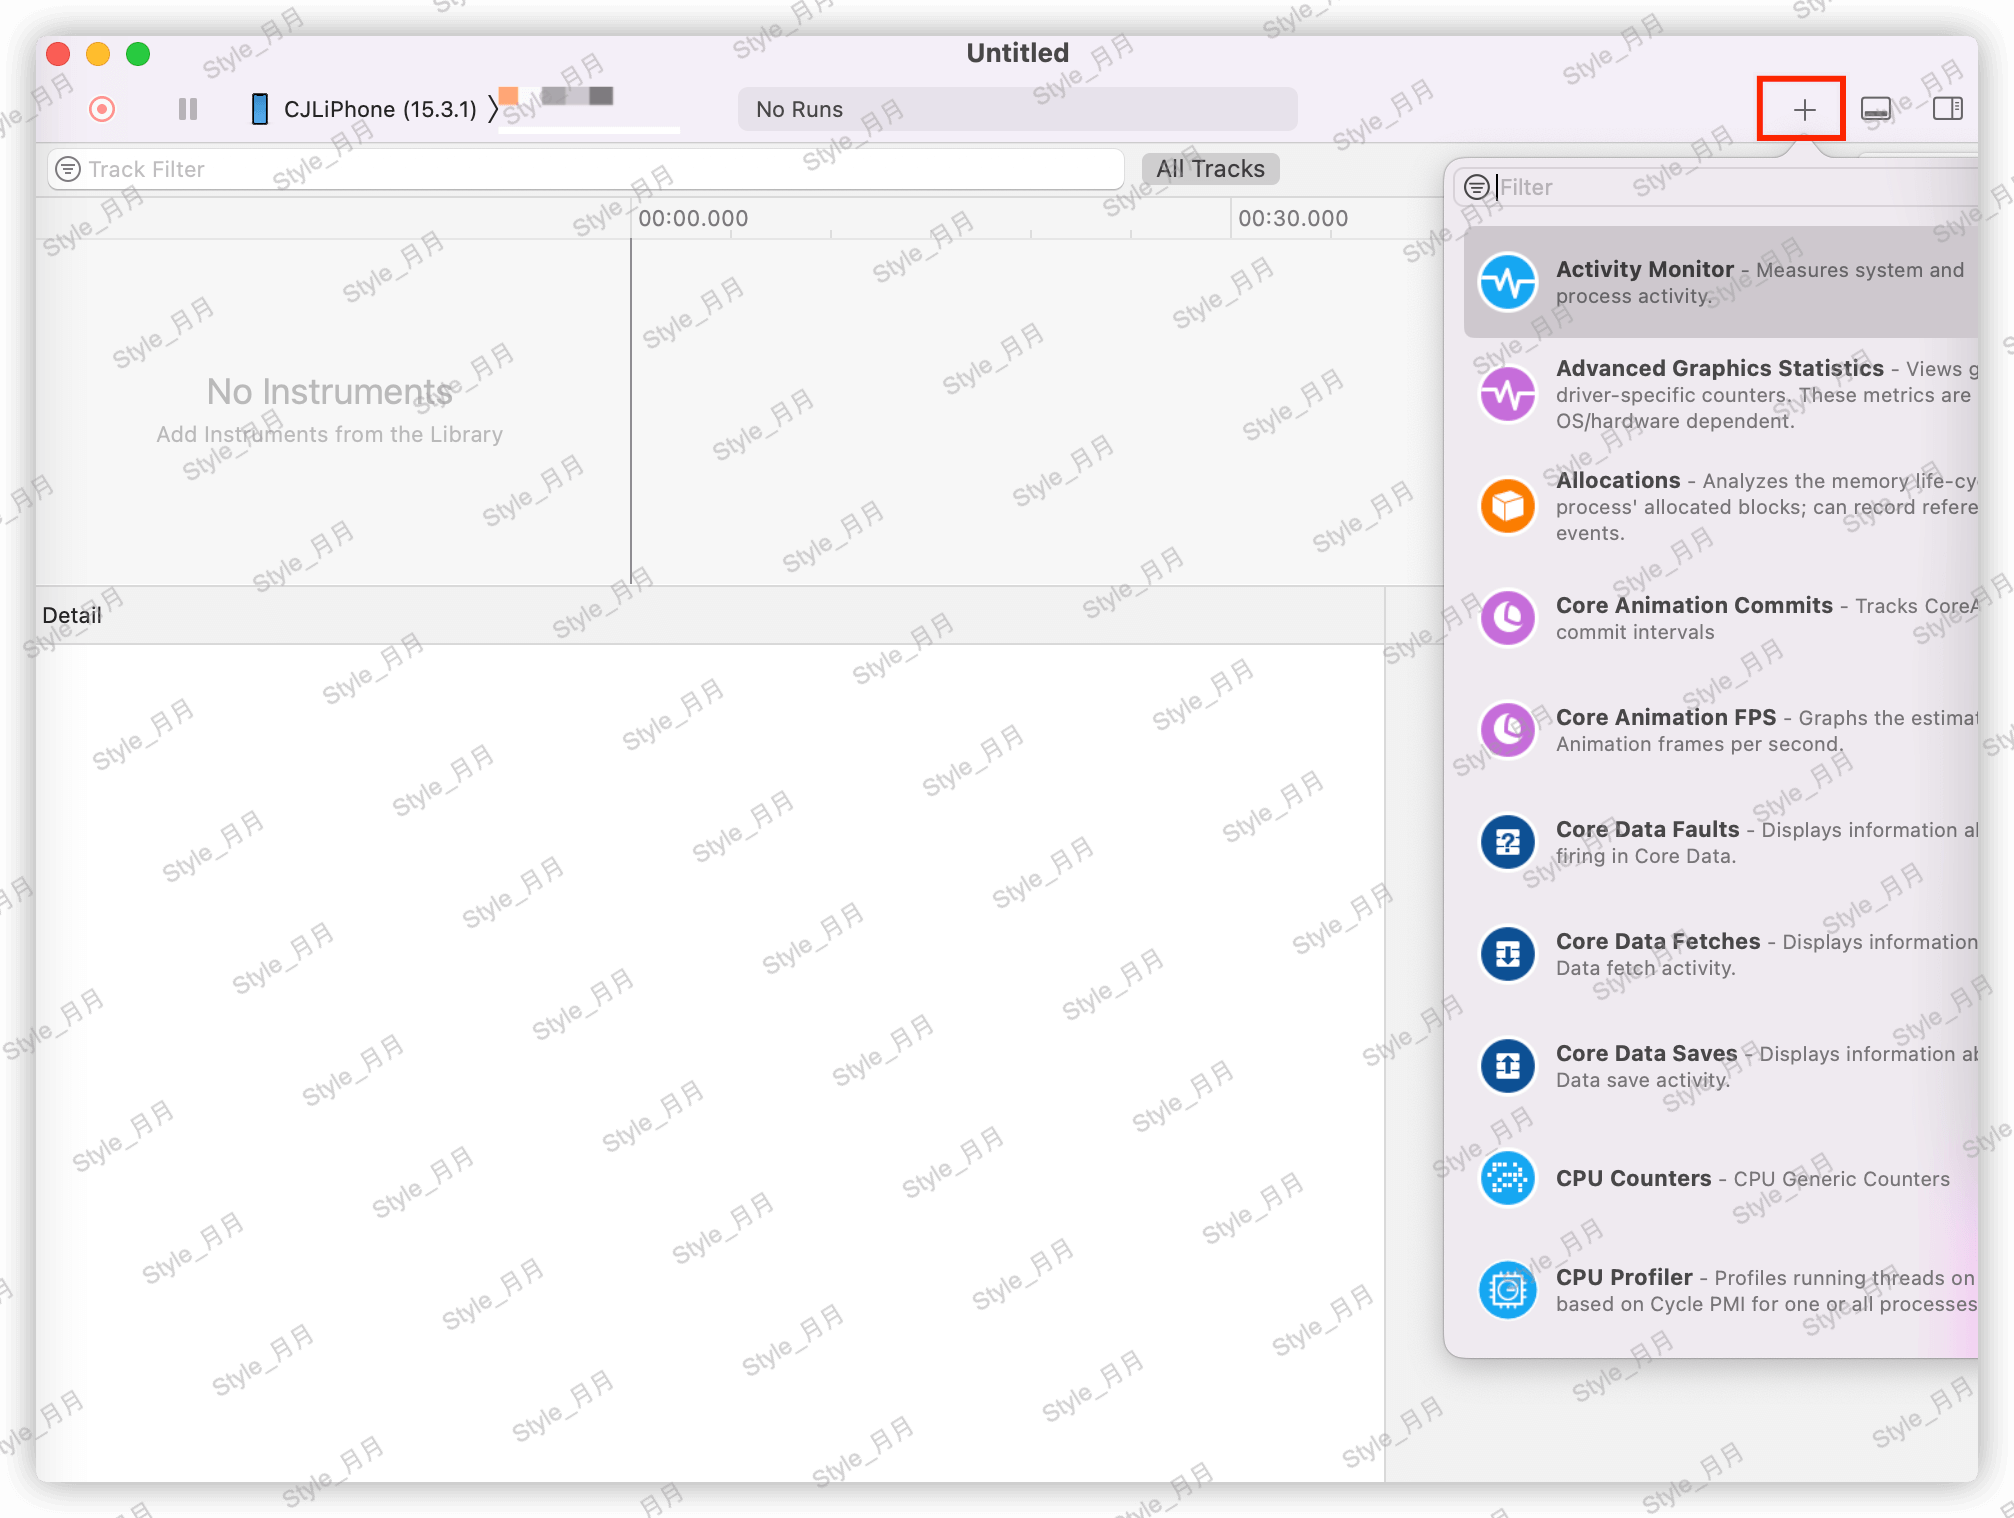 Untitled
CJLiPhone (15.3.1)
No Runs
Track Filter
All Tracks
Filter
00:00.000
00:30.000
No Instruments
Add Instruments from the Library
Detail
Activity Monitor - Measures system and
process activity.
Advanced Graphics Statistics - Views g
driver-specific counters. These metrics are
OS/hardware dependent.
Allocations - Analyzes the memory life-cy
process' allocated blocks; can record refere
events.
Core Animation Commits - Tracks CoreA
commit intervals
Core Animation FPS - Graphs the estimat
Animation frames per second.
Core Data Faults - Displays information al
firing in Core Data.
Core Data Fetches - Displays information
Data fetch activity.
Core Data Saves - Displays information ab
Data save activity.
CPU Counters - CPU Generic Counters
CPU Profiler - Profiles running threads on
based on Cycle PMI for one or all processes
Style_月月